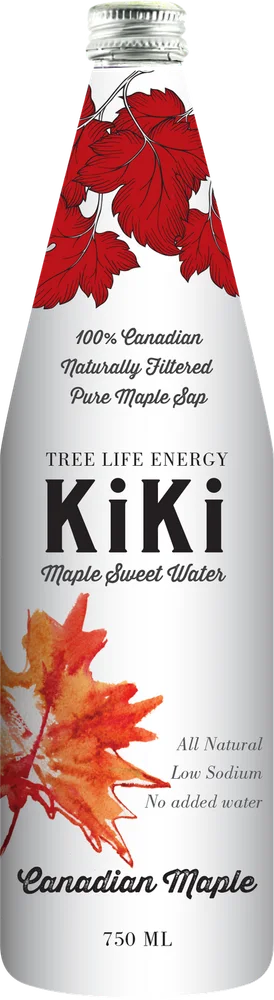 100% Canadian
Naturally Filtered
Pure Maple Sap
TREE LIFE ENERGY
KiKi
Maple Sweet Water
All Natural
Low Sodium
No added water
Canadian Maple
750 ML